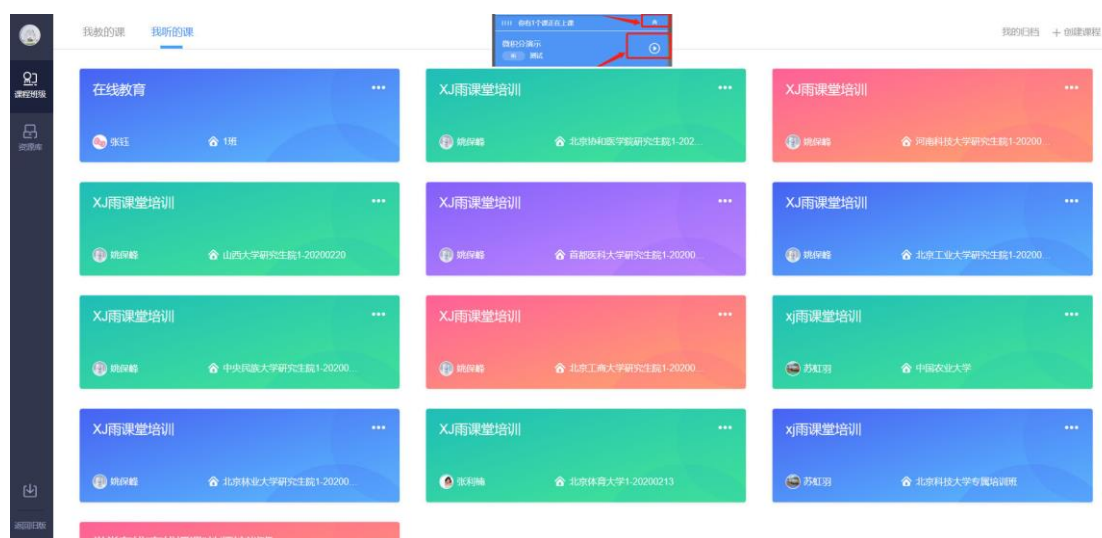 我教的课 我听的课
你有1个课正在上课
微积分演示
测试
我的归档 + 创建课程
课程班级
资源库
返回旧版
在线教育 ...
张钰 1班
XJ雨课堂培训 ...
姚保峰 北京协和医学院研究生院1-202...
XJ雨课堂培训 ...
姚保峰 河南科技大学研究生院1-20200...
XJ雨课堂培训 ...
姚保峰 山西大学研究生院1-20200220
XJ雨课堂培训 ...
姚保峰 首都医科大学研究生院1-20200...
XJ雨课堂培训 ...
姚保峰 北京工业大学研究生院1-20200...
XJ雨课堂培训 ...
姚保峰 中央民族大学研究生院1-20200...
XJ雨课堂培训 ...
姚保峰 北京工商大学研究生院1-20200...
xj雨课堂培训 ...
苏虹羽 中国农业大学
XJ雨课堂培训 ...
姚保峰 北京林业大学研究生院1-20200...
XJ雨课堂培训 ...
张利楠 北京体育大学1-20200213
xj雨课堂培训 ...
苏虹羽 北京科技大学专属培训班